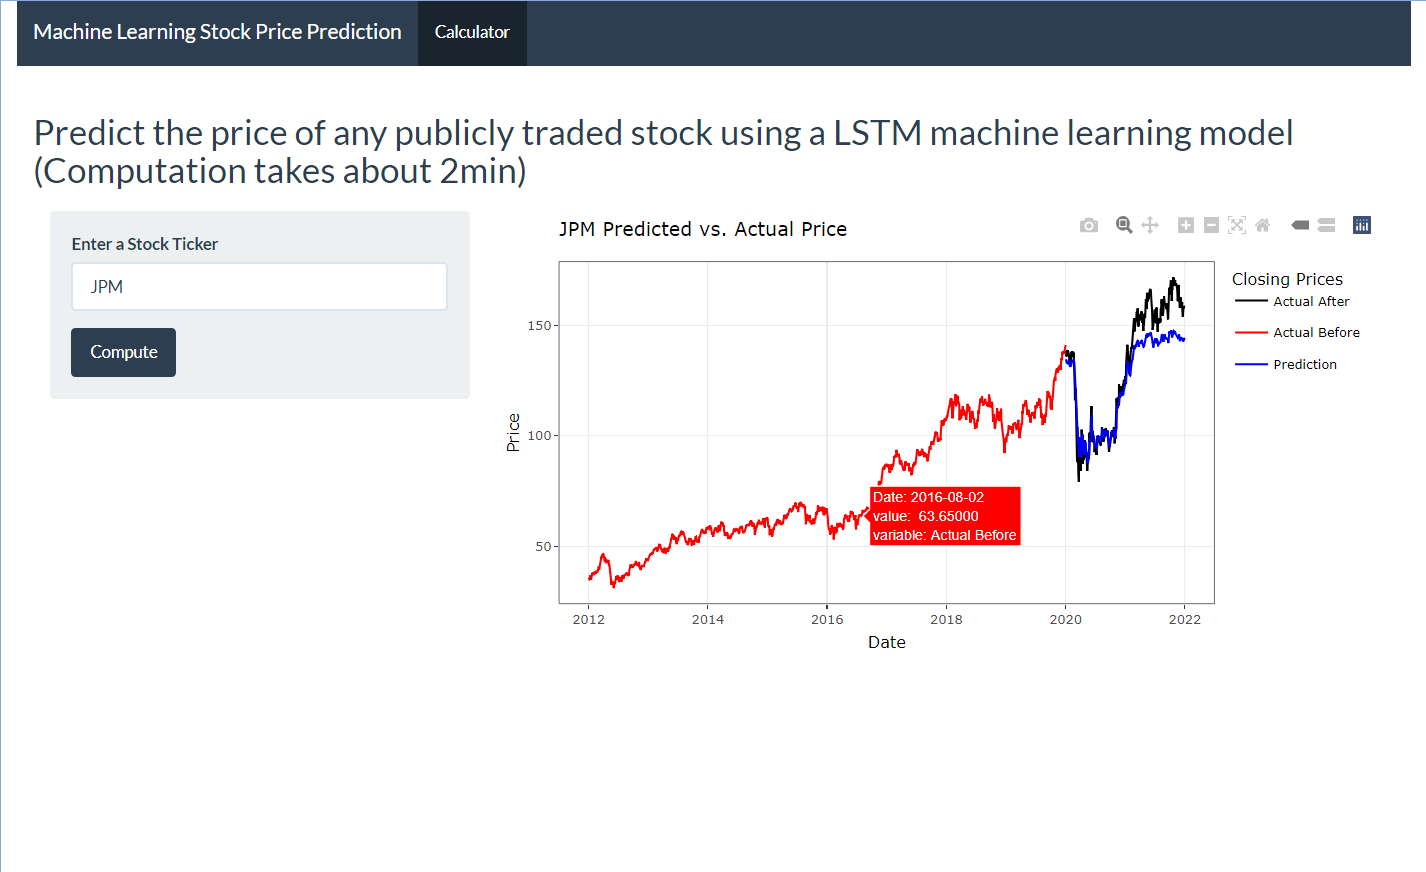 Machine Learning Stock Price Prediction
Calculator
Predict the price of any publicly traded stock using a LSTM machine learning model
(Computation takes about 2min)
Enter a Stock Ticker
JPM
Compute
JPM Predicted vs. Actual Price
Closing Prices
Actual After
Actual Before
Prediction
Price
150
100
50
Date: 2016-08-02
value: 63.65000
variable: Actual Before
2012 2014 2016 2018 2020 2022
Date